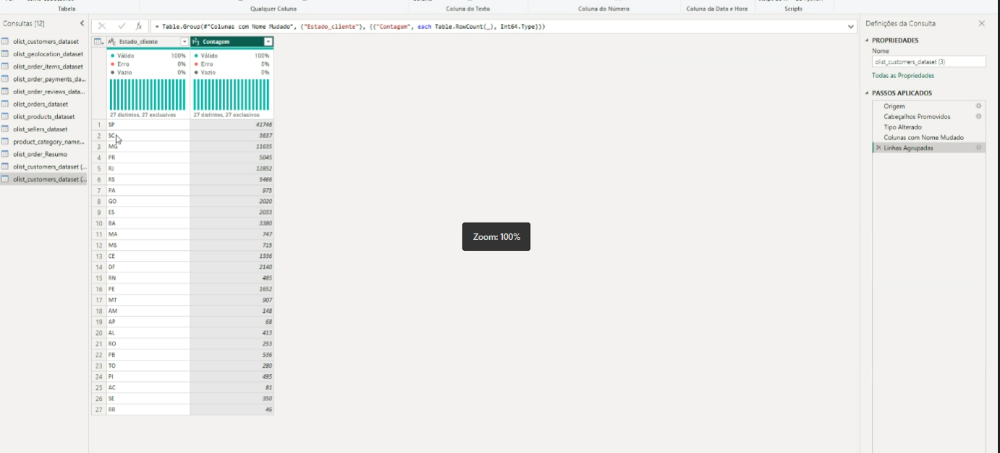 Tabela
Qualquer Coluna
Coluna do Texto
Coluna do Número
Coluna da Data e Hora
Scripts
Consultas [12]
olist_customers_dataset
olist_geolocation_dataset
olist_order_items_dataset
olist_order_payments_da...
olist_order_reviews_data...
olist_orders_dataset
olist_products_dataset
olist_sellers_dataset
product_category_name...
olist_order_Resumo
olist_customers_dataset (...
olist_customers_dataset (...
fx
= Table.Group(#"Colunas com Nome Mudado", {"Estado_cliente"}, {{"Contagem", each Table.RowCount(_), Int64.Type}})
Estado_cliente Contagem
Válido 100% Válido 100%
Erro 0% Erro 0%
Vazio 0% Vazio 0%
27 distintos, 27 exclusivos 27 distintos, 27 exclusivos
1 SP 41746
2 SC 3637
3 MG 11635
4 PR 5045
5 RJ 12852
6 RS 5466
7 PA 975
8 GO 2020
9 ES 2033
10 BA 3380
11 MA 747
12 MS 715
13 CE 1336
14 DF 2140
15 RN 485
16 PE 1652
17 MT 907
18 AM 148
19 AP 68
20 AL 413
21 RO 253
22 PB 536
23 TO 280
24 PI 495
25 AC 81
26 SE 350
27 RR 46
Zoom: 100%
Definições da Consulta
PROPRIEDADES
Nome
olist_customers_dataset (3)
Todas as Propriedades
PASSOS APLICADOS
Origem
Cabeçalhos Promovidos
Tipo Alterado
Colunas com Nome Mudado
Linhas Agrupadas